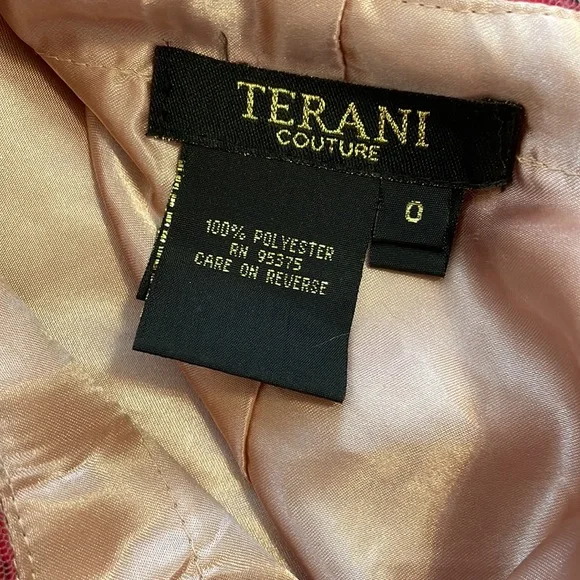 TERANI
COUTURE
0
100% POLYESTER
RN 95375
CARE ON REVERSE